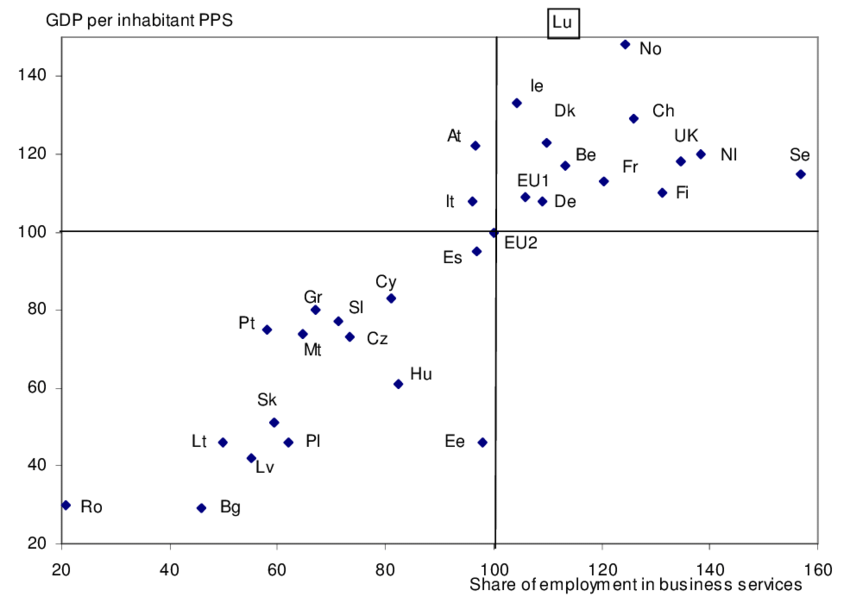 GDP per inhabitant PPS
Lu
No
140
Ie
Dk
Ch
At
UK
120
Be
Nl
Se
Fr
EU1
It
De
Fi
100
EU2
Es
Cy
80
Gr
Sl
Pt
Mt
Cz
60
Hu
Sk
Lt
Pl
Ee
40
Lv
Ro
Bg
20
20 40 60 80 100 120 140 160
Share of employment in business services